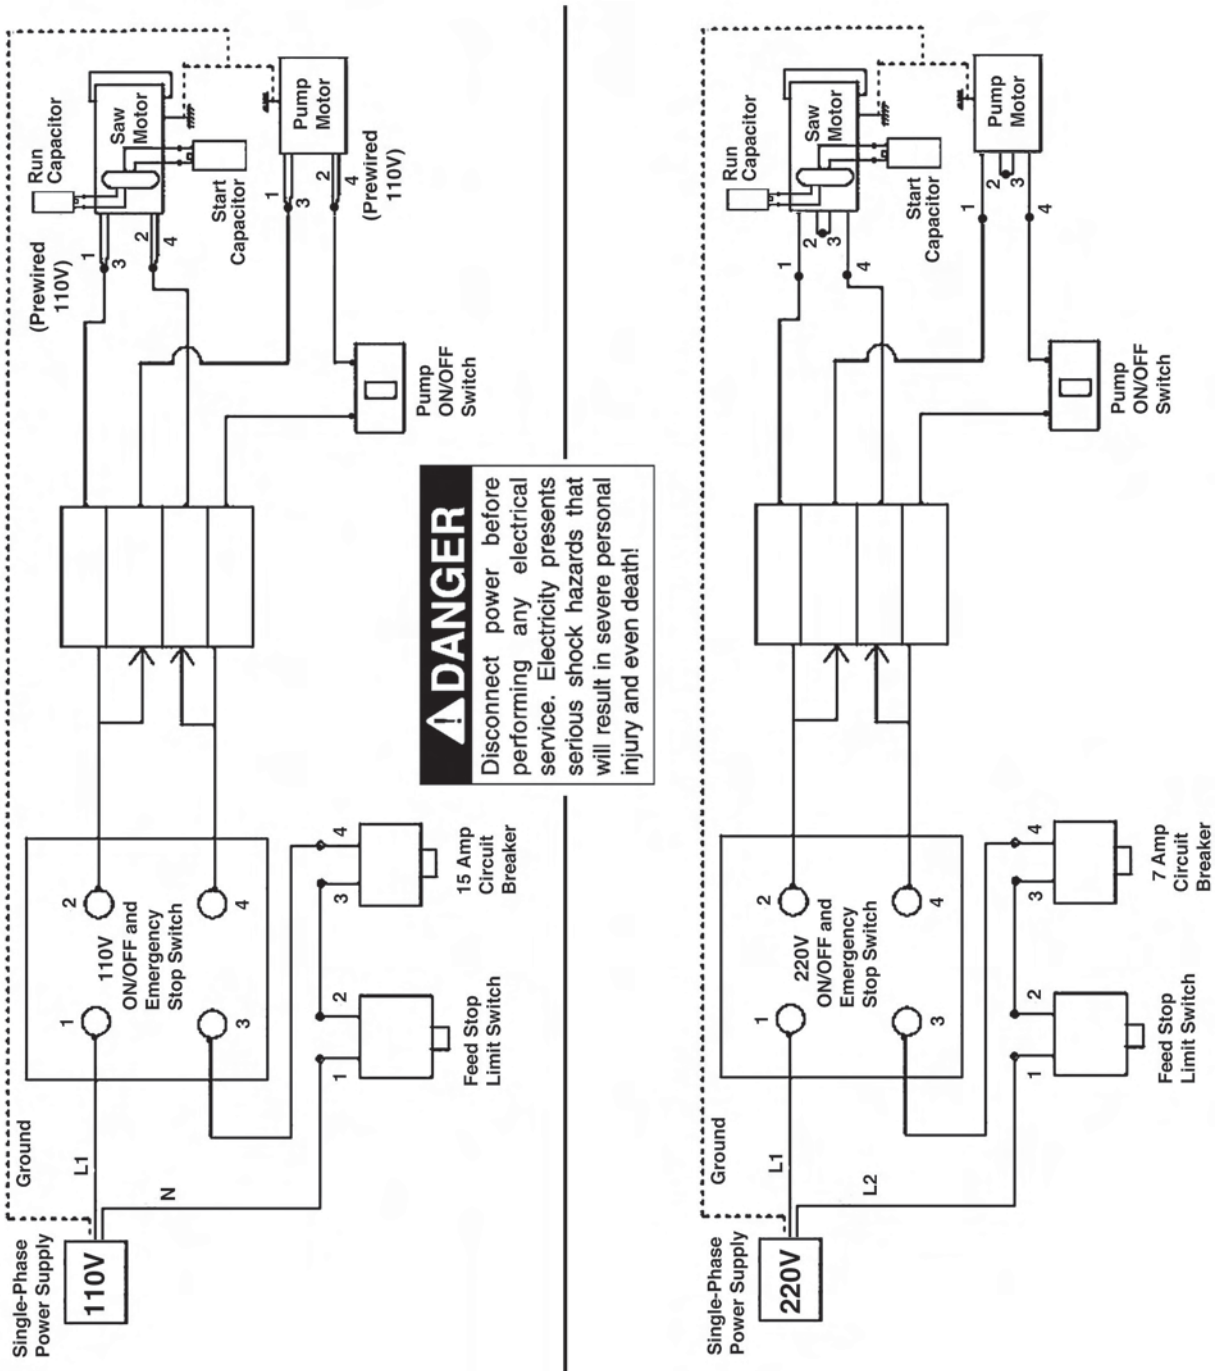 Single-Phase
Power Supply
110V
Ground
L1
N
1
2
3
4
110V
ON/OFF and
Emergency
Stop Switch
1
2
Feed Stop
Limit Switch
3
4
15 Amp
Circuit
Breaker
(Prewired
110V)
1
3
2
4
Run
Capacitor
Saw
Motor
Start
Capacitor
1
3
2
4
(Prewired
110V)
Pump
Motor
Pump
ON/OFF
Switch
DANGER
Disconnect power before
performing any electrical
service. Electricity presents
serious shock hazards that
will result in severe personal
injury and even death!
Single-Phase
Power Supply
220V
Ground
L1
L2
1
2
3
4
220V
ON/OFF and
Emergency
Stop Switch
1
2
Feed Stop
Limit Switch
3
4
7 Amp
Circuit
Breaker
1
2
3
4
Run
Capacitor
Saw
Motor
Start
Capacitor
1
2
3
4
Pump
Motor
Pump
ON/OFF
Switch